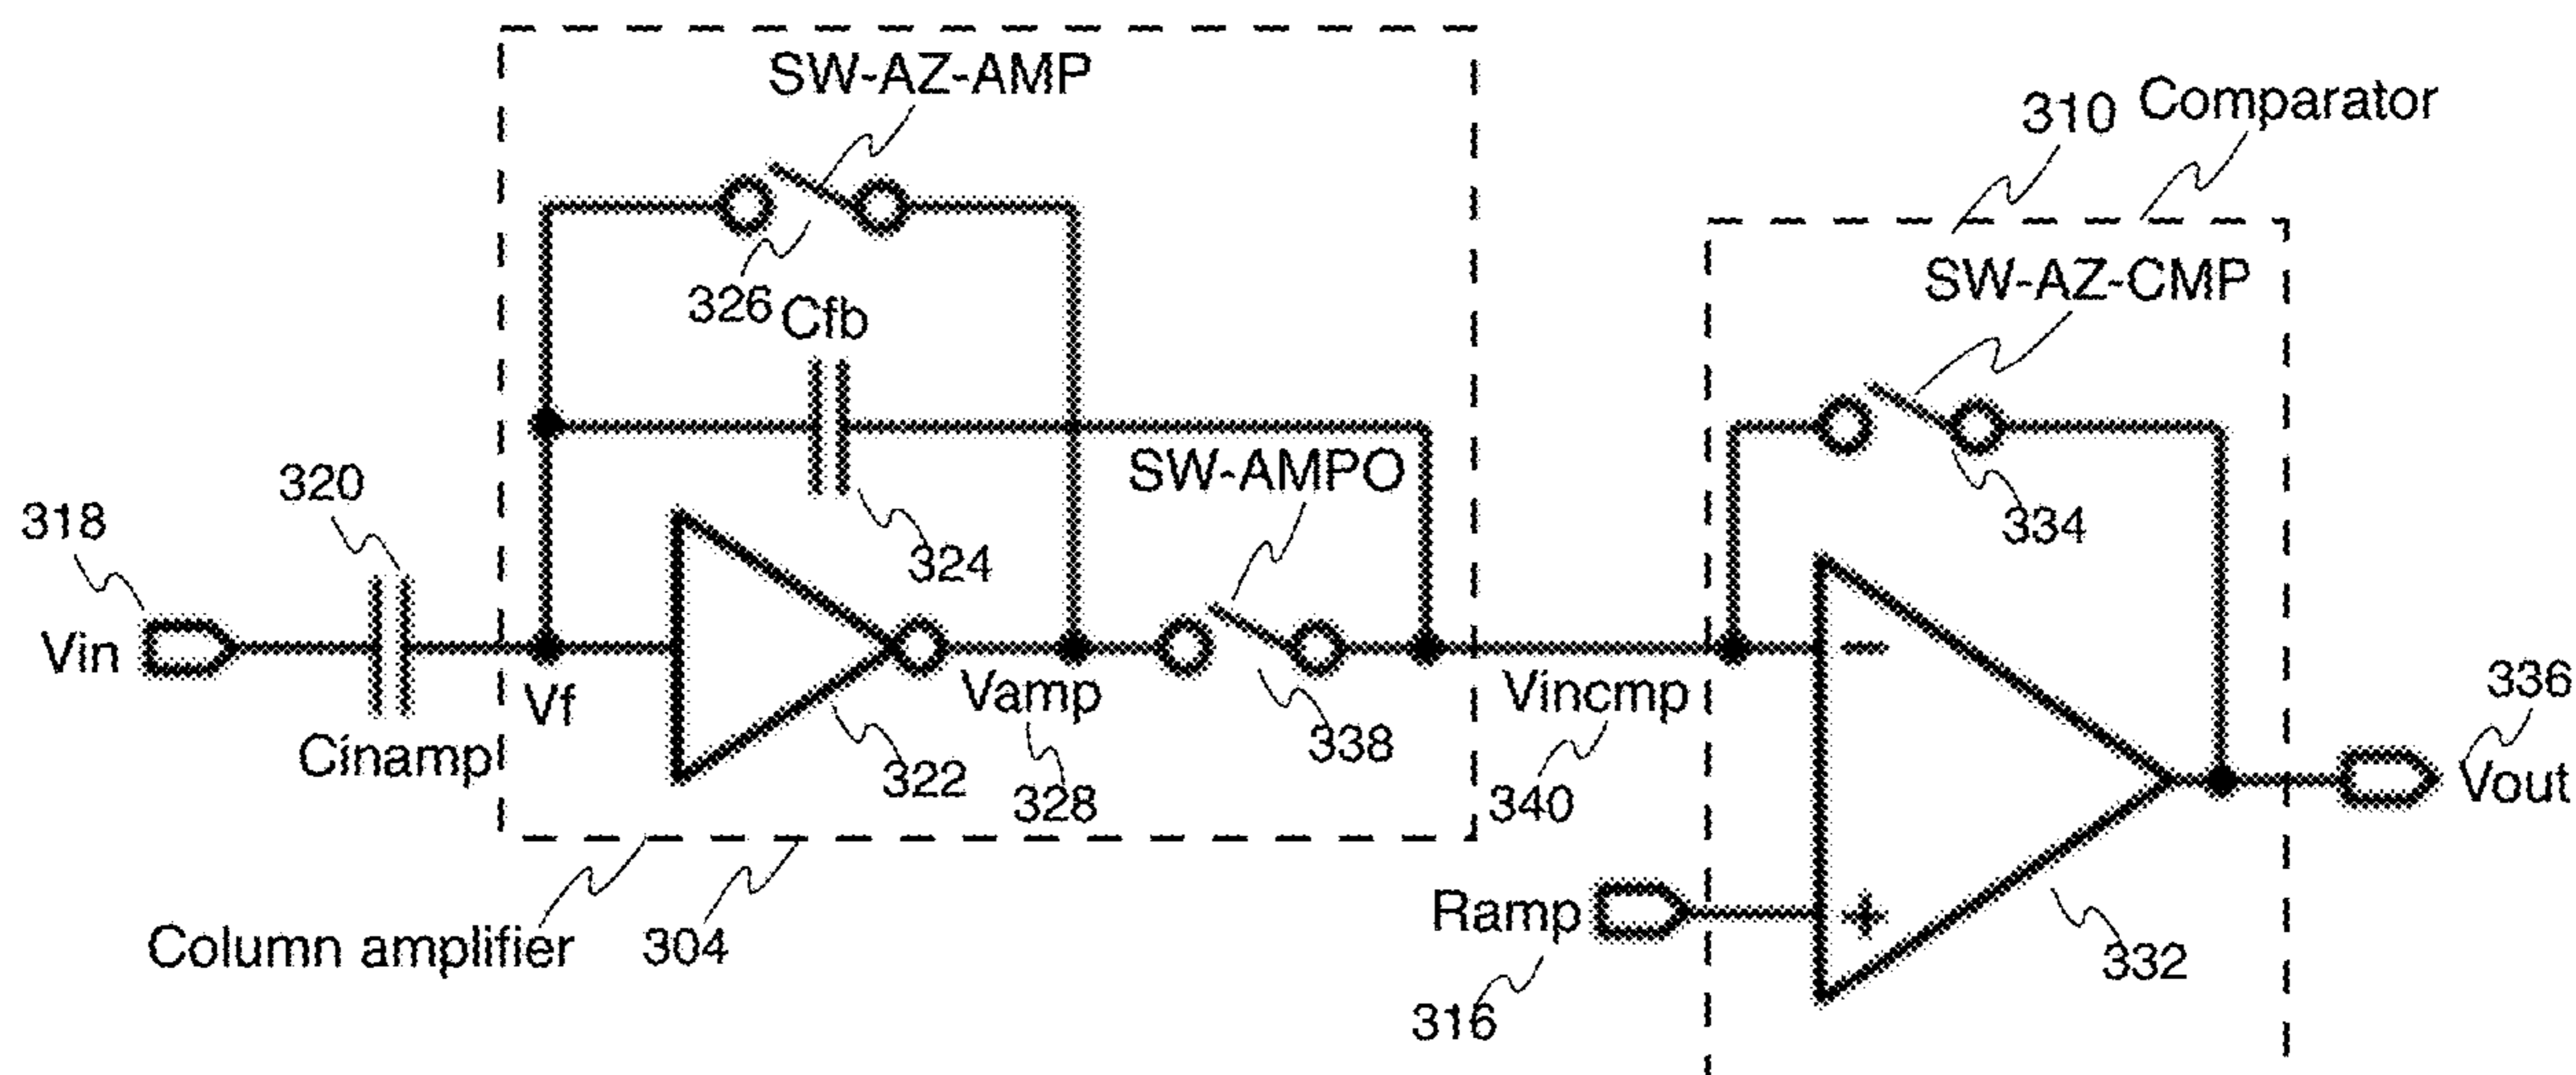 SW-AZ-AMP
310 Comparator
SW-AZ-CMP
326 Cfb
SW-AMPO
320
318
324
334
Vin
Vf
Vamp
Vincmp
336
Cinamp
322
328
338
340
Vout
Ramp
Column amplifier
304
332
316
−
+